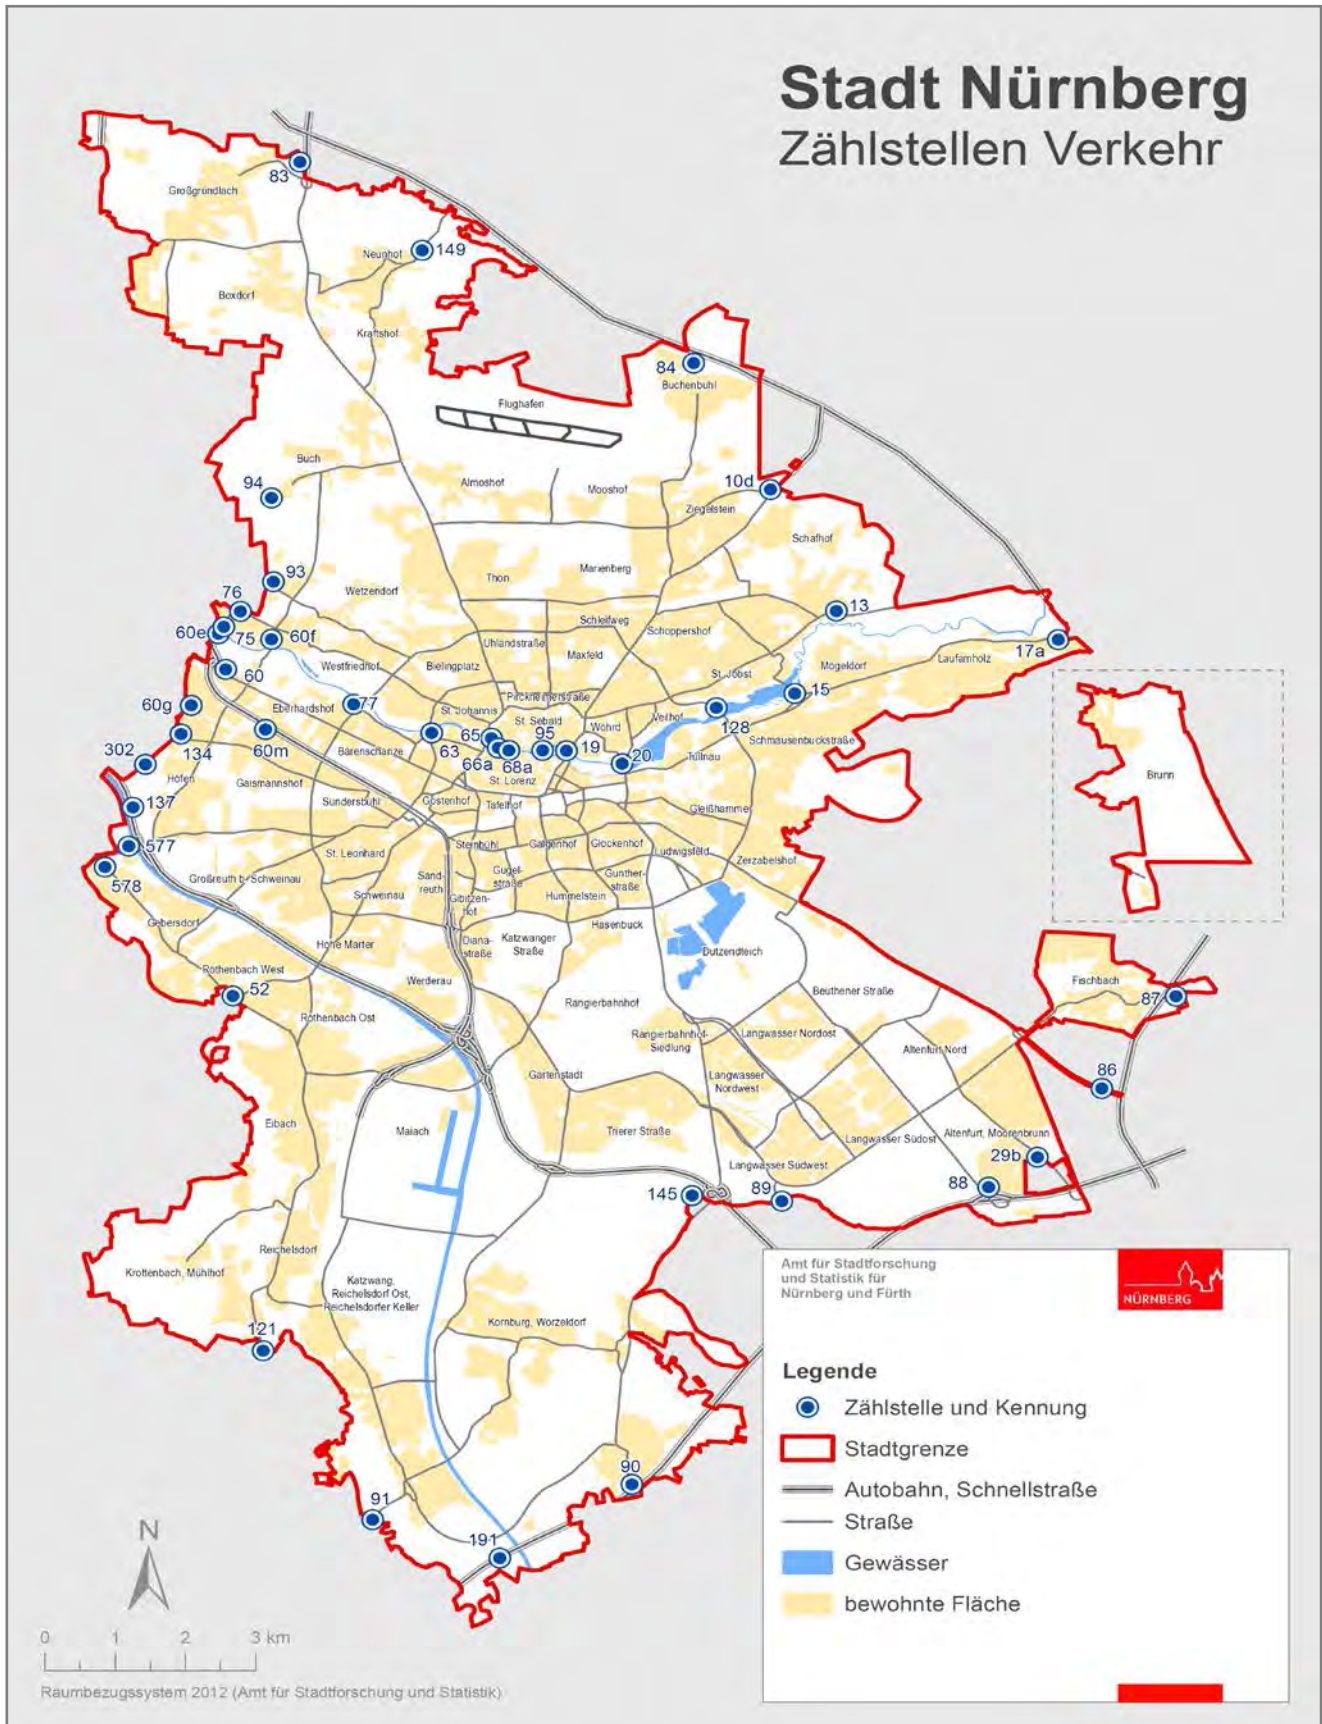 Stadt Nürnberg
Zählstellen Verkehr
83
Großgründlach
149
Neunhof
Boxdorf
Kraftshof
84
Buchenbühl
Flughafen
Buch
94
Almoshof
Mooshof
10d
Ziegelstein
Schafhof
93
Wetzendorf
Thon
Marienberg
76
13
60e
75
60f
Schleifweg
Schoppershof
Uhlandstraße
Maxfeld
17a
Laufamholz
Mögeldorf
60
Westfriedhof
Bielingplatz
St. Jobst
15
60g
Eberhardshof
77
St. Johannis
Pirckheimerstraße
St. Sebald
Wöhrd
Veilhof
128
134
60m
Bärenschanze
63
65
66a
68a
95
19
20
Tullnau
Schmausenbuckstraße
302
Höfen
Gaismannshof
St. Lorenz
Brunn
137
Sündersbühl
Gostenhof
Tafelhof
Gleißhammer
577
St. Leonhard
Steinbühl
Galgenhof
Glockenhof
Ludwigsfeld
Zerzabelshof
578
Großreuth b. Schweinau
Schweinau
Sand-
reuth
Gibitzen-
hof
Gugel-
straße
Hummelstein
Gunther-
straße
Gebersdorf
Hohe Marter
Diana-
straße
Katzwanger
Straße
Hasenbuck
Dutzendteich
Röthenbach West
52
Werderau
Beuthener Straße
Fischbach
87
Röthenbach Ost
Rangierbahnhof
Rangierbahnhof-
Siedlung
Langwasser Nordost
Altenfurt Nord
Gartenstadt
Langwasser
Nordwest
86
Eibach
Maiach
Trierer Straße
Langwasser Südost
Altenfurt, Moorenbrunn
29b
Langwasser Südwest
145
89
88
Reichelsdorf
Krottenbach, Mühlhof
Katzwang,
Reichelsdorf Ost,
Reichelsdorfer Keller
Kornburg, Worzeldorf
121
90
91
191
Amt für Stadtforschung
und Statistik für
Nürnberg und Fürth
NÜRNBERG
Legende
Zählstelle und Kennung
Stadtgrenze
Autobahn, Schnellstraße
Straße
Gewässer
bewohnte Fläche
N
0 1 2 3 km
Raumbezugssystem 2012 (Amt für Stadtforschung und Statistik)